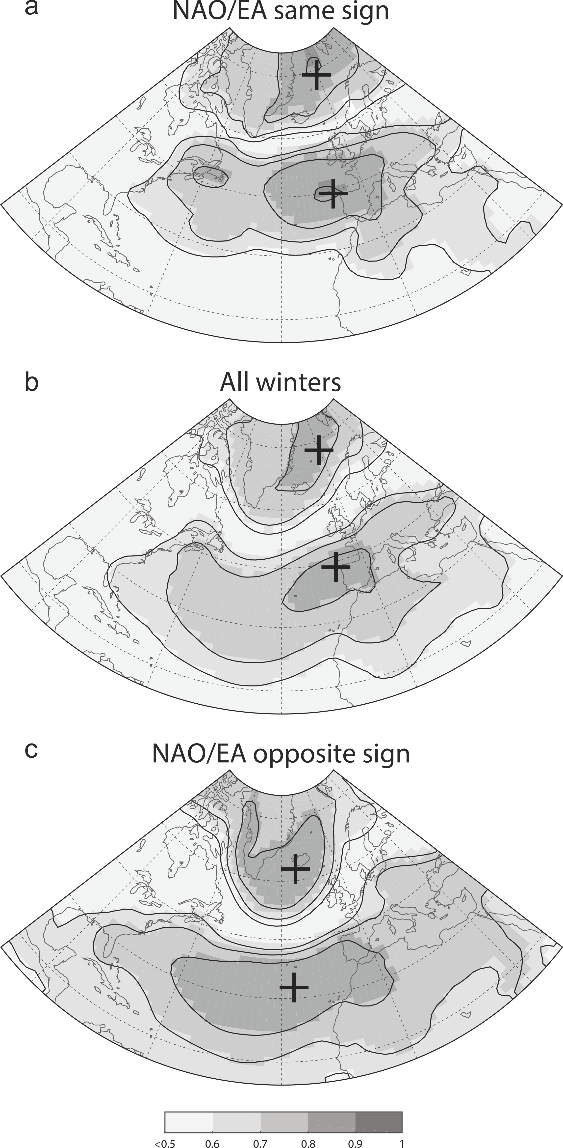 a
NAO/EA same sign
b
All winters
c
NAO/EA opposite sign
<0.5 0.6 0.7 0.8 0.9 1